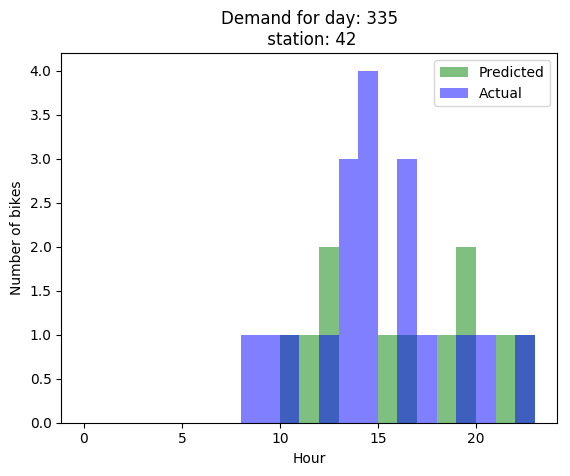 Demand for day: 335
station: 42
Predicted
Actual
4.0
3.5
3.0
2.5
2.0
1.5
1.0
0.5
0.0
Number of bikes
0 5 10 15 20
Hour